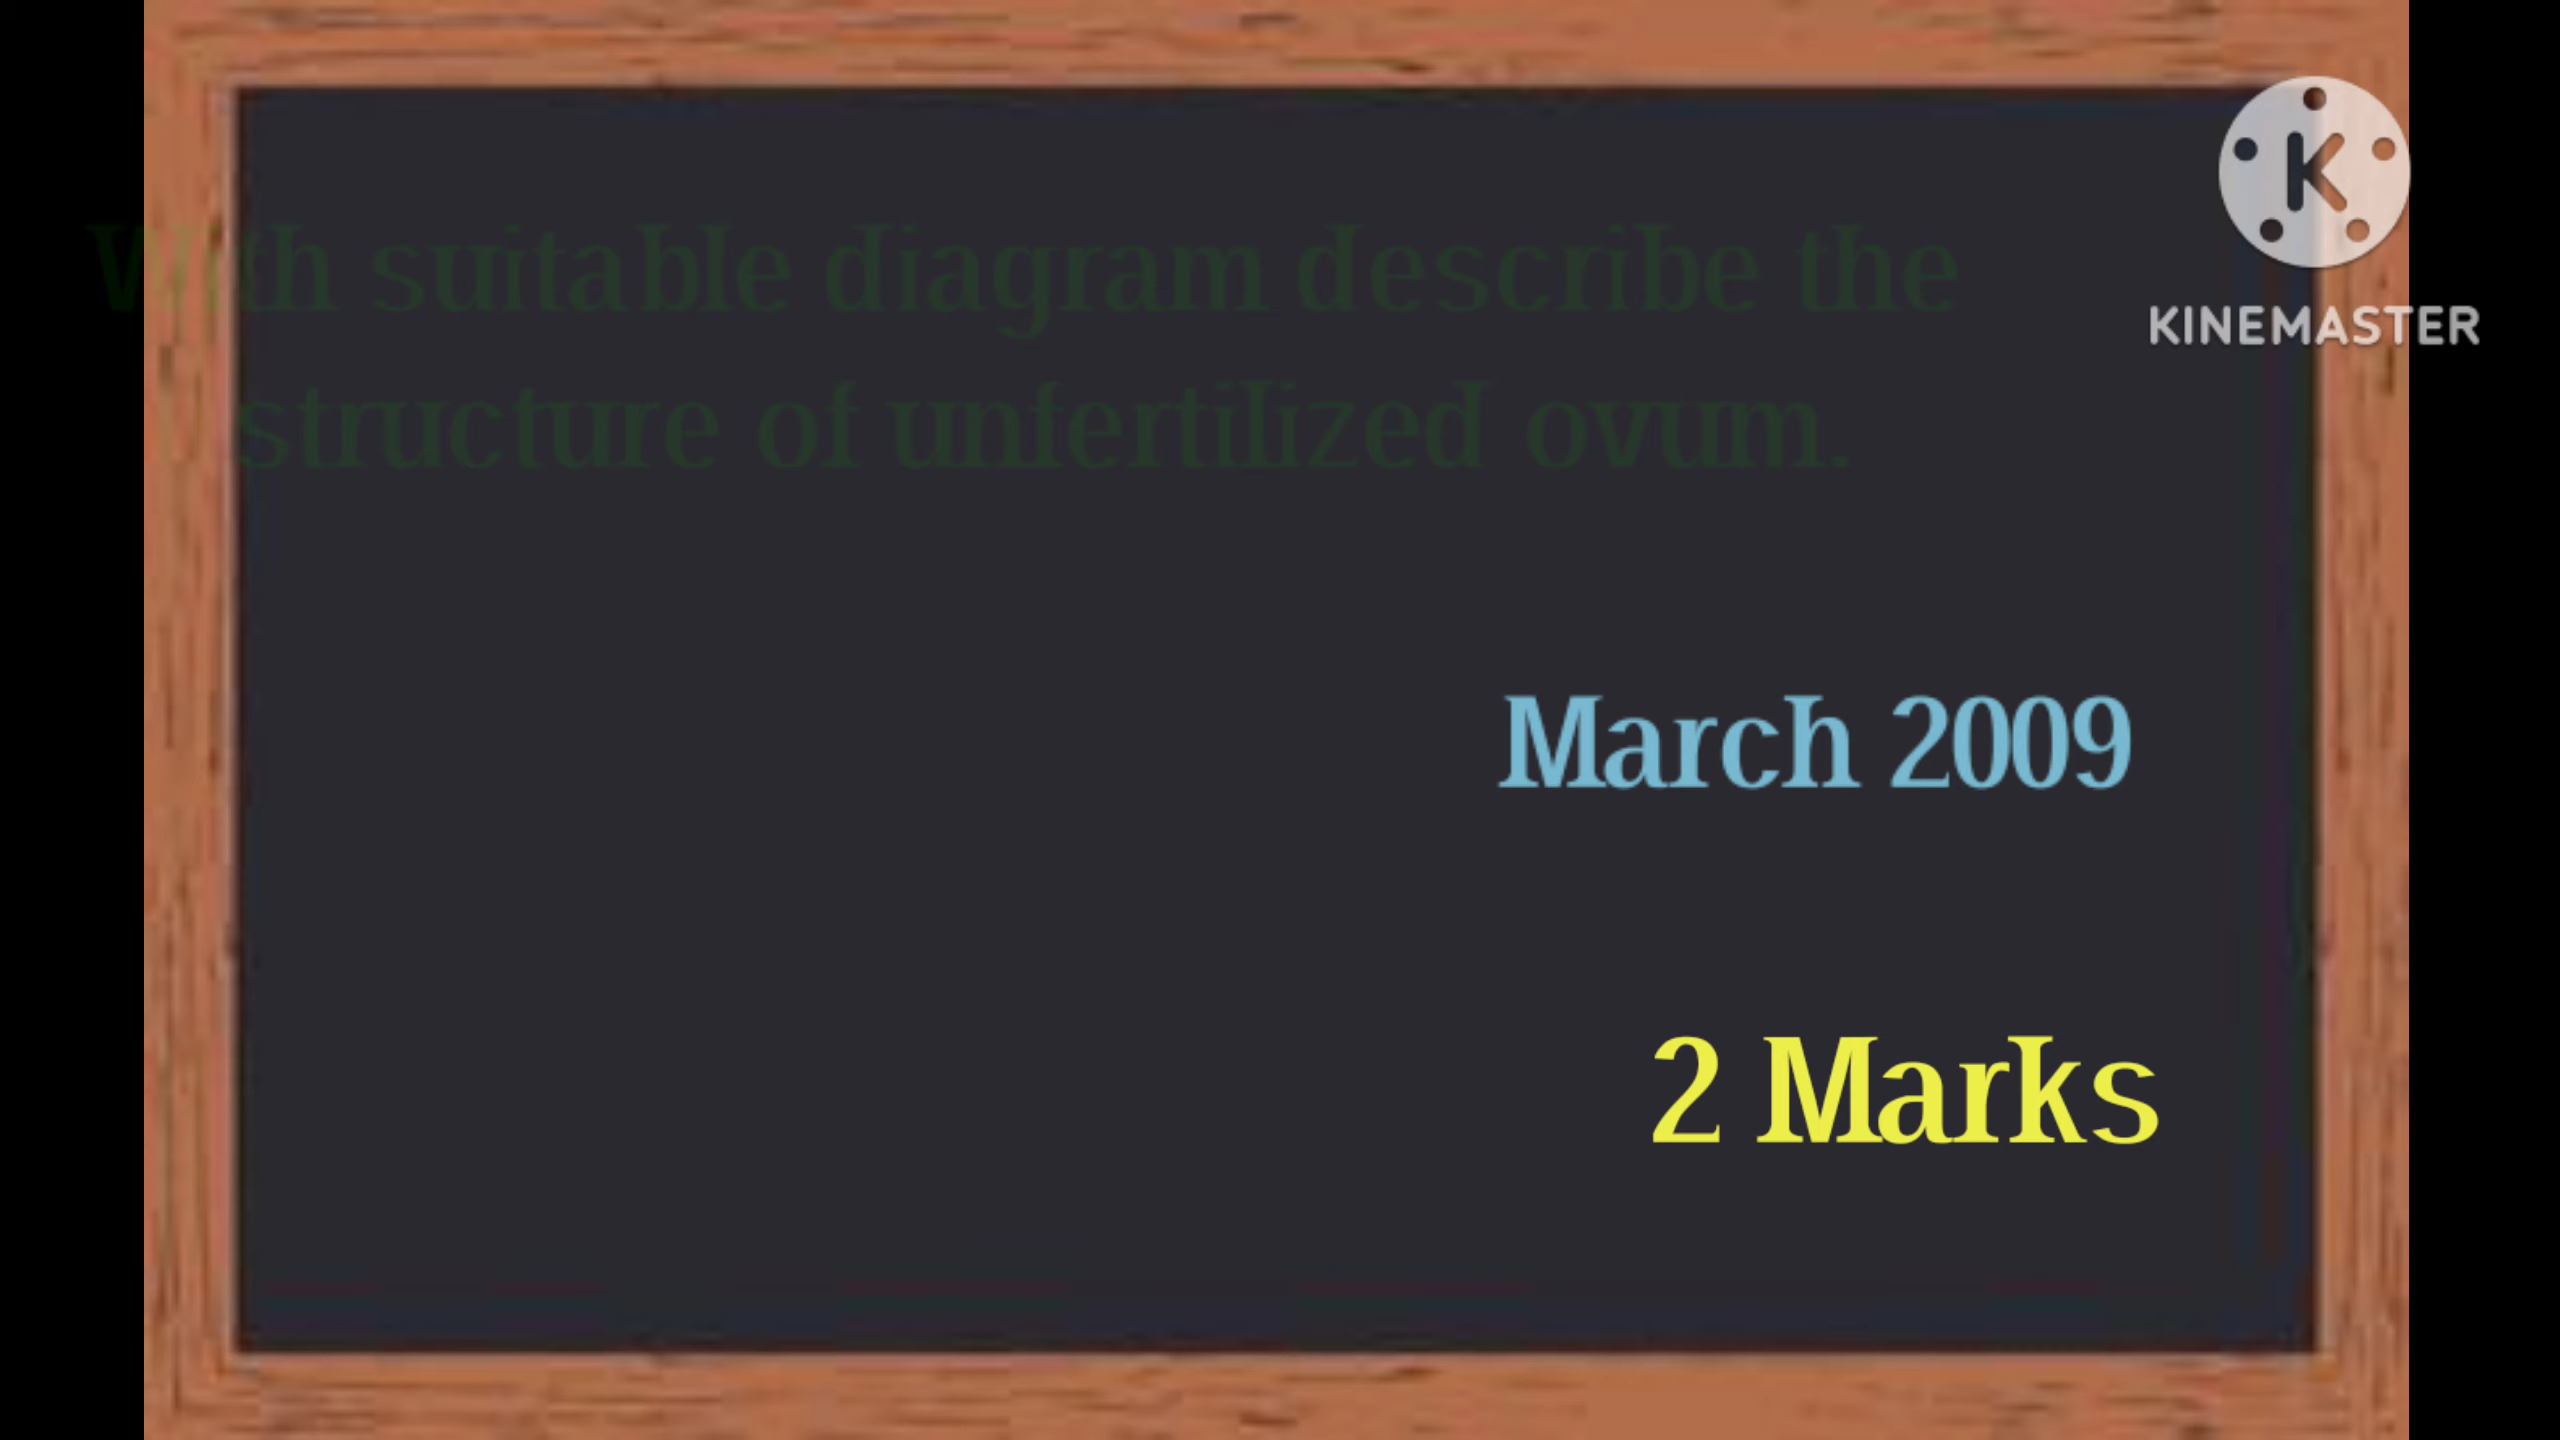 With suitable diagram describe the
structure of unfertilized ovum.
March 2009
2 Marks
KINEMASTER